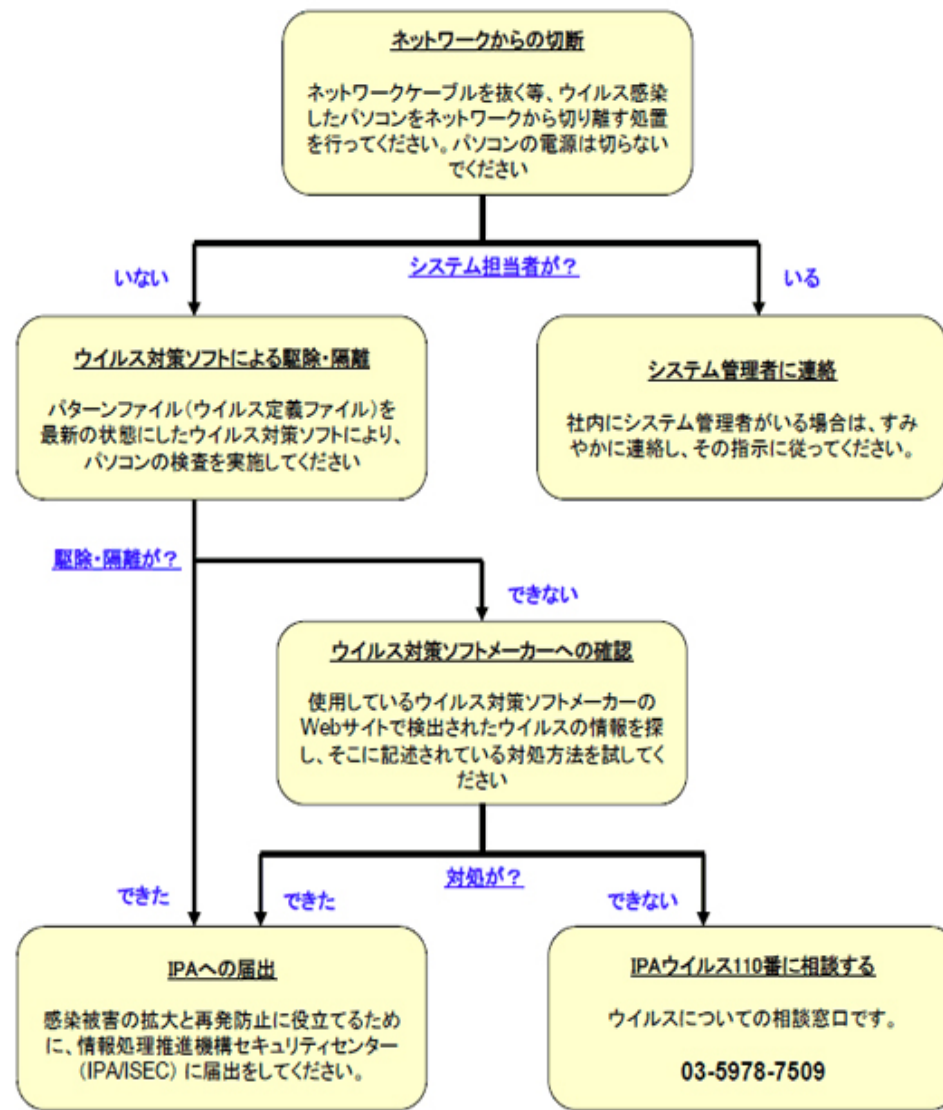 ネットワークからの切断
ネットワークケーブルを抜く等、ウイルス感染
したパソコンをネットワークから切り離す処置
を行ってください。パソコンの電源は切らない
でください
システム担当者が？
いない
いる
ウイルス対策ソフトによる駆除・隔離
パターンファイル（ウイルス定義ファイル）を
最新の状態にしたウイルス対策ソフトにより、
パソコンの検査を実施してください
システム管理者に連絡
社内にシステム管理者がいる場合は、すみ
やかに連絡し、その指示に従ってください。
駆除・隔離が？
できない
ウイルス対策ソフトメーカーへの確認
使用しているウイルス対策ソフトメーカーの
Webサイトで検出されたウイルスの情報を探
し、そこに記述されている対処方法を試してく
ださい
対処が？
できた
できた
できない
IPAへの届出
感染被害の拡大と再発防止に役立てるため
に、情報処理推進機構セキュリティセンター
（IPA/ISEC）に届出をしてください。
IPAウイルス110番に相談する
ウイルスについての相談窓口です。
03-5978-7509